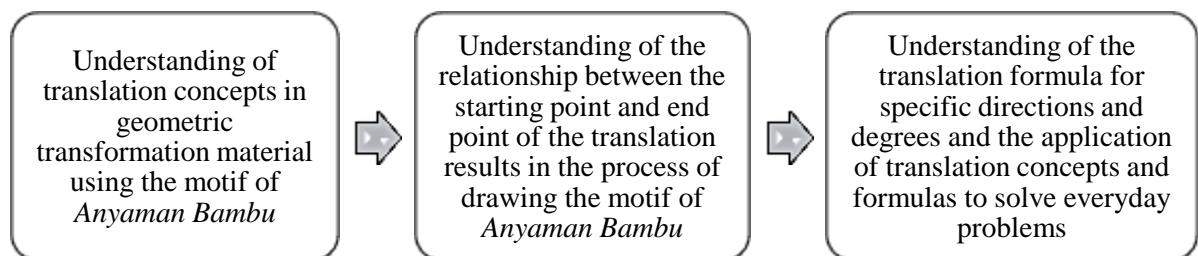 Understanding of
translation concepts in
geometric
transformation material
using the motif of
Anyaman Bambu
Understanding of the
relationship between the
starting point and end
point of the translation
results in the process of
drawing the motif of
Anyaman Bambu
Understanding of the
translation formula for
specific directions and
degrees and the application
of translation concepts and
formulas to solve everyday
problems